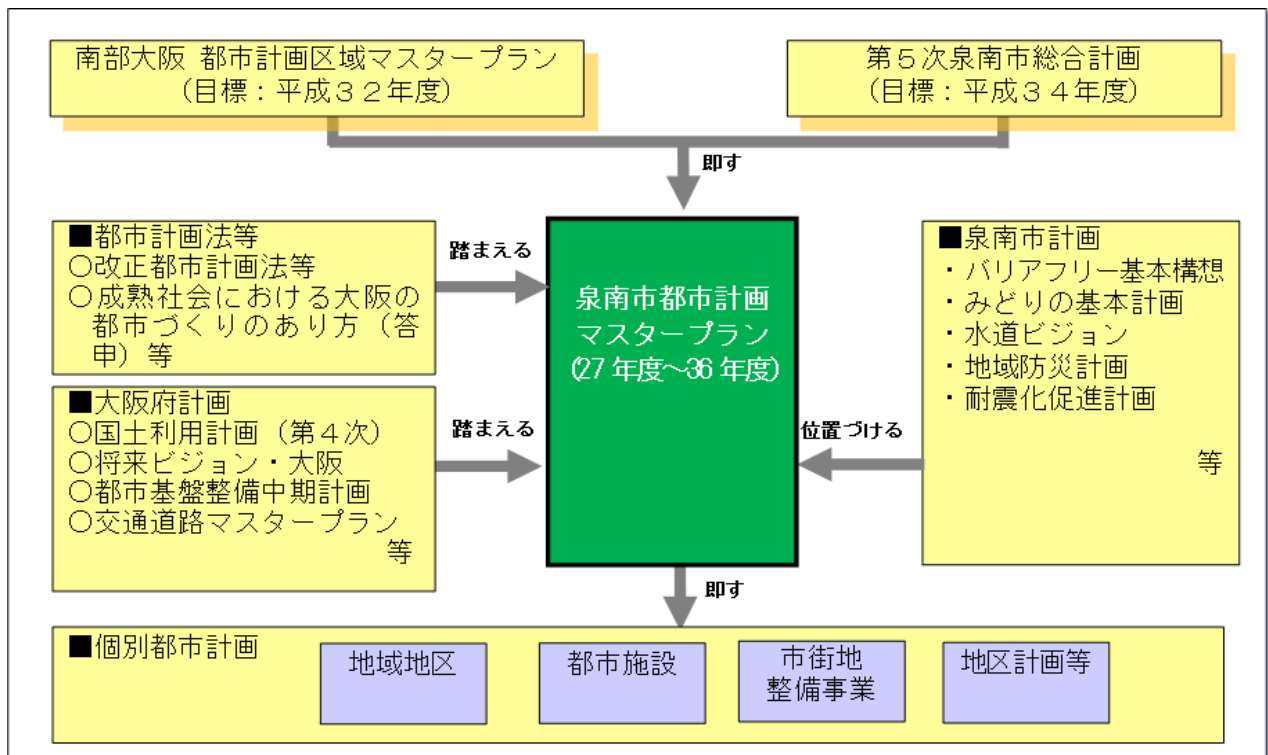 南部大阪 都市計画区域マスタープラン
（目標：平成３２年度）
第５次泉南市総合計画
（目標：平成３４年度）
即す
■都市計画法等
○改正都市計画法等
○成熟社会における大阪の
都市づくりのあり方（答
申）等
踏まえる
■大阪府計画
○国土利用計画（第４次）
○将来ビジョン・大阪
○都市基盤整備中期計画
○交通道路マスタープラン
等
踏まえる
泉南市都市計画
マスタープラン
(27 年度～36 年度)
■泉南市計画
・バリアフリー基本構想
・みどりの基本計画
・水道ビジョン
・地域防災計画
・耐震化促進計画
等
位置づける
即す
■個別都市計画
地域地区
都市施設
市街地
整備事業
地区計画等